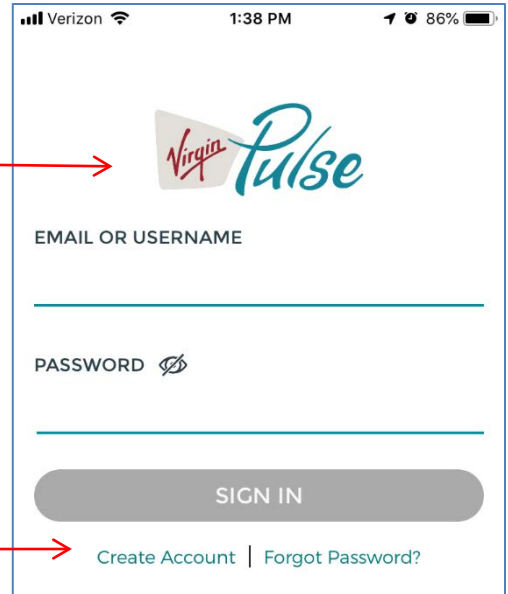 Verizon 1:38 PM 86%
Virgin Pulse
EMAIL OR USERNAME
PASSWORD
SIGN IN
Create Account | Forgot Password?